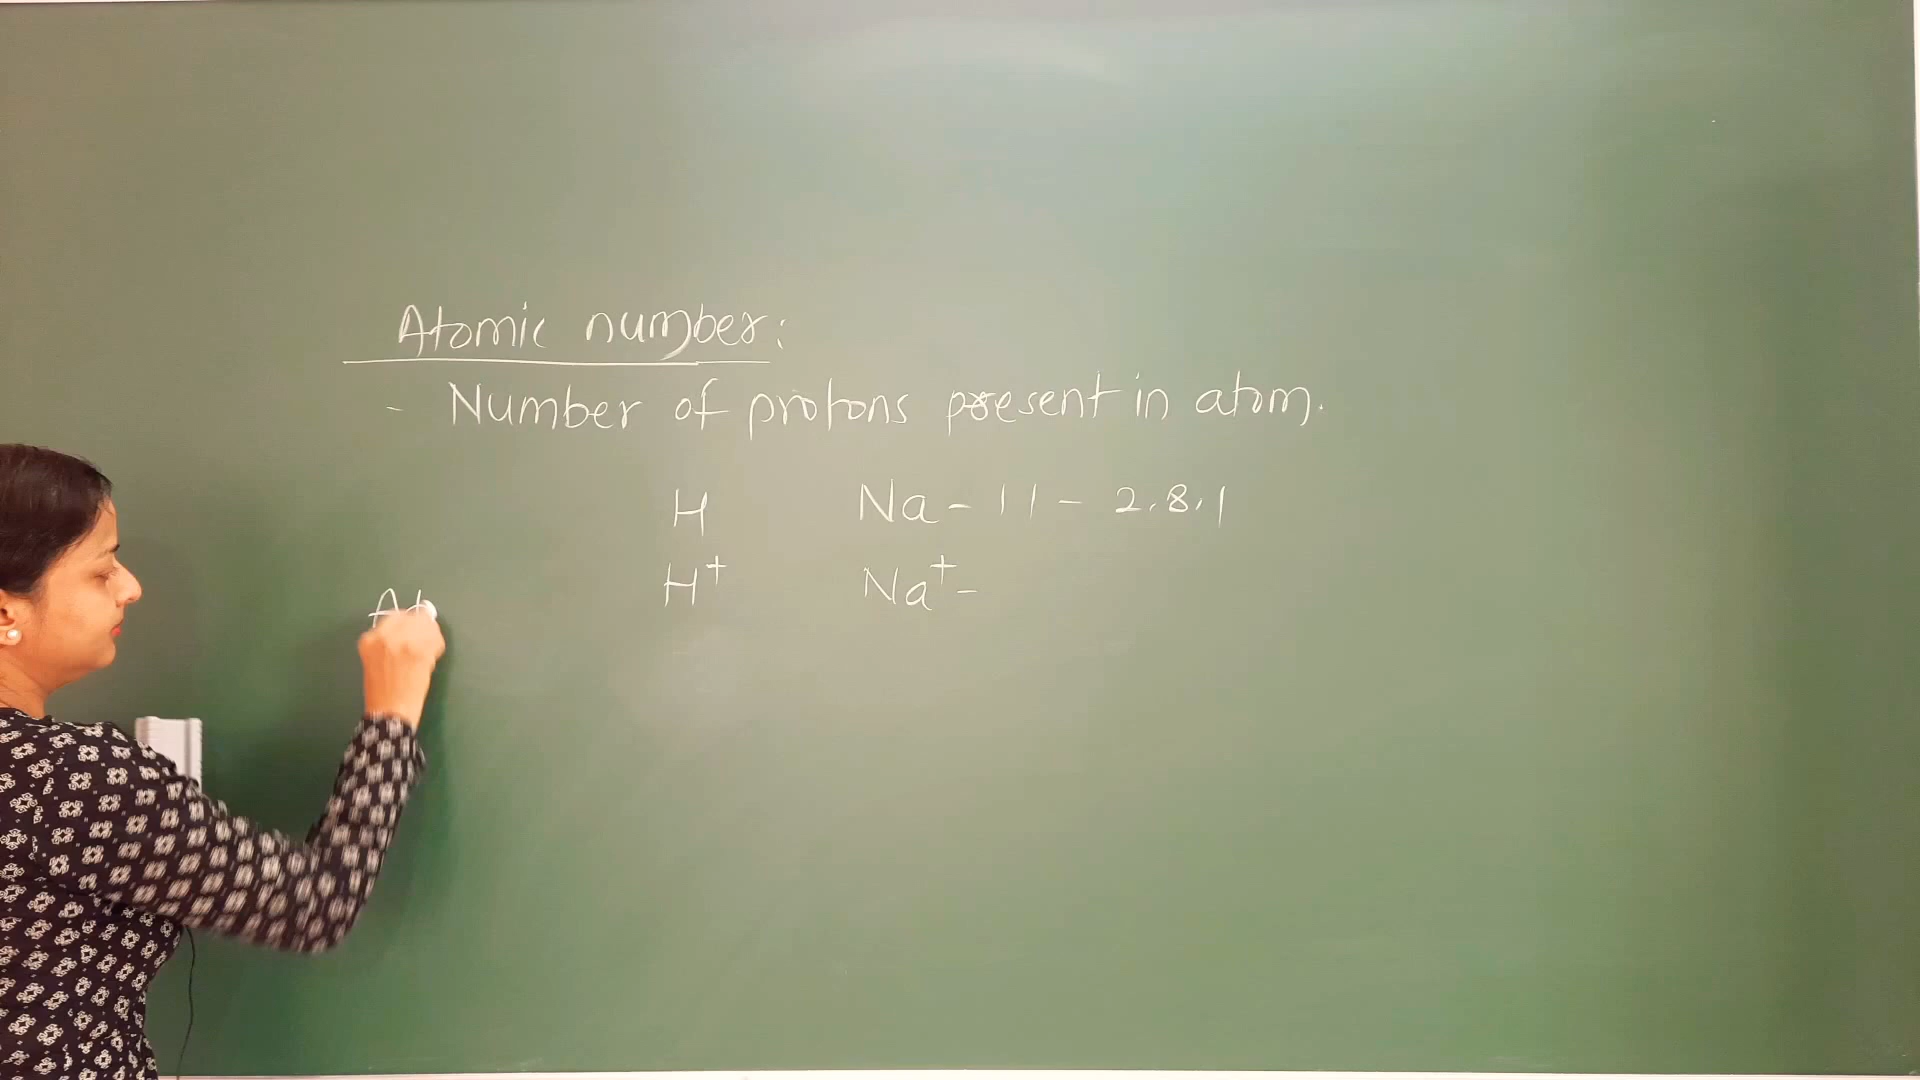 Atomic number:
- Number of protons present in atom.
H Na - 11 - 2.8.1
H+ Na+ -